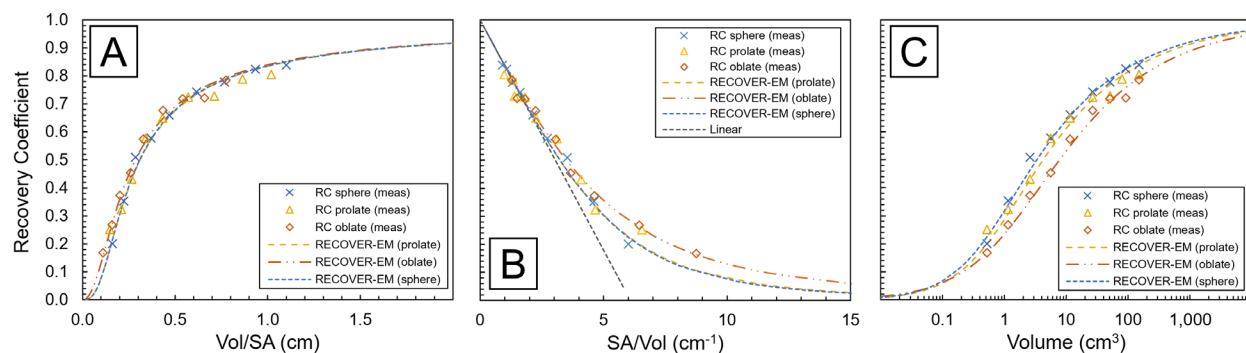 Recovery Coefficient
1.0
0.9
0.8
0.7
0.6
0.5
0.4
0.3
0.2
0.1
0.0
A
RC sphere (meas)
RC prolate (meas)
RC oblate (meas)
RECOVER-EM (prolate)
RECOVER-EM (oblate)
RECOVER-EM (sphere)
0.0 0.5 1.0
Vol/SA (cm)
B
RC sphere (meas)
RC prolate (meas)
RC oblate (meas)
RECOVER-EM (prolate)
RECOVER-EM (oblate)
RECOVER-EM (sphere)
Linear
0 5 10 15
SA/Vol (cm⁻¹)
C
RC sphere (meas)
RC prolate (meas)
RC oblate (meas)
RECOVER-EM (prolate)
RECOVER-EM (oblate)
RECOVER-EM (sphere)
0.1 1 10 100 1,000
Volume (cm³)